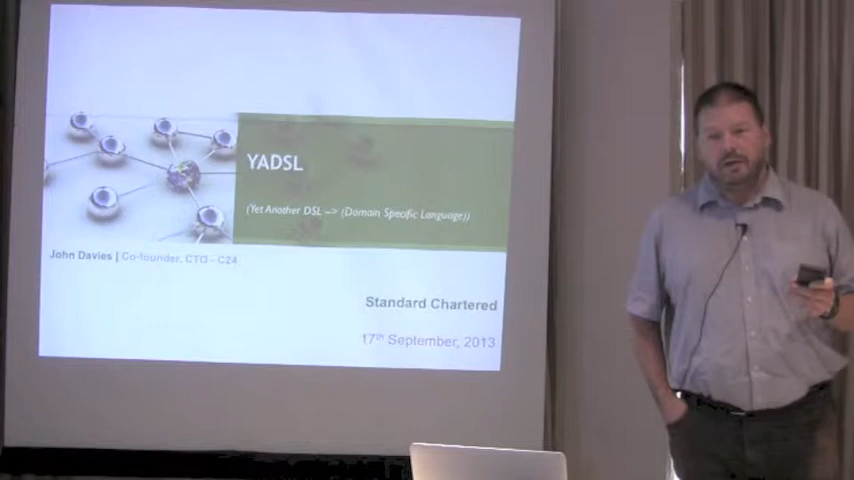 YADSL
(Yet Another DSL --> (Domain Specific Language))
John Davies | Co-founder, CTO - C24
Standard Chartered
17th September, 2013